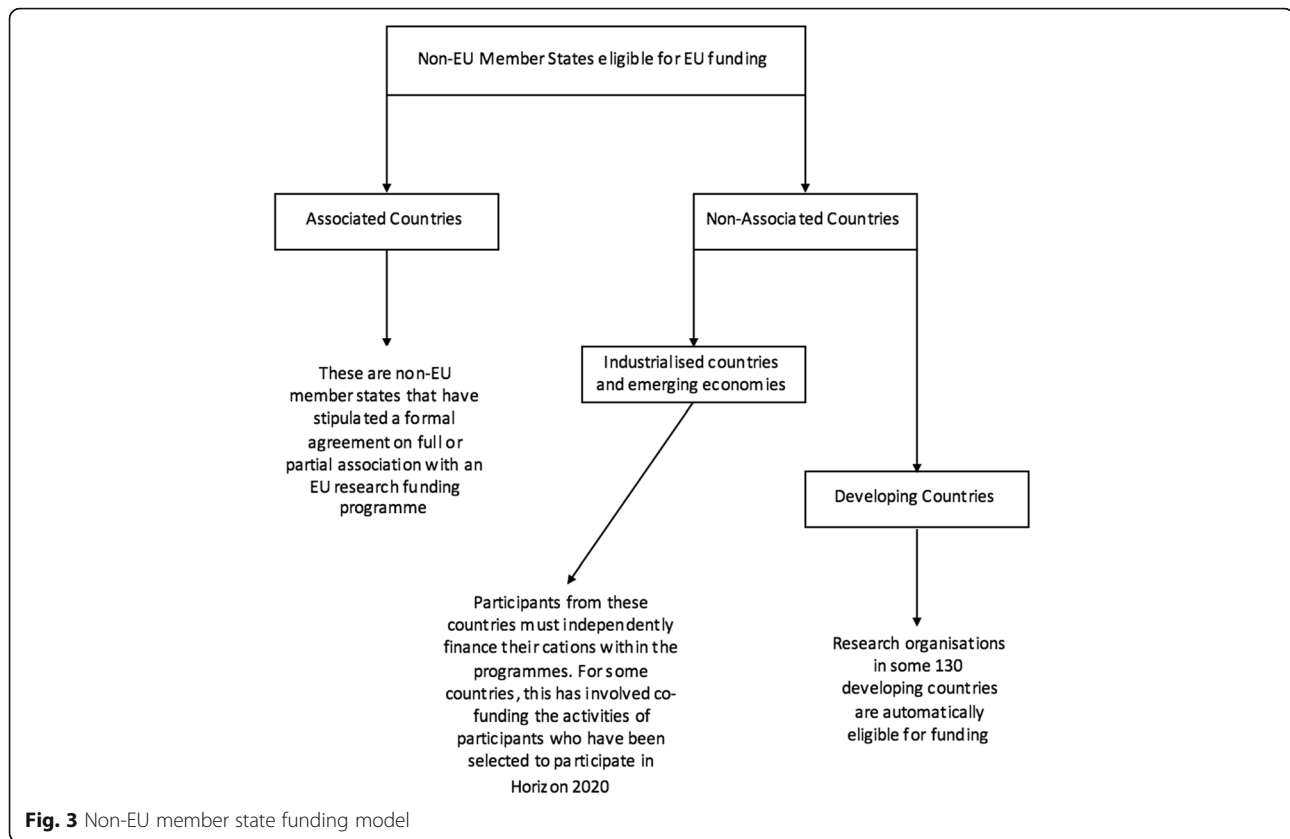 Non-EU Member States eligible for EU funding
Associated Countries
Non-Associated Countries
These are non-EU
member states that have
stipulated a formal
agreement on full or
partial association with an
EU research funding
programme
Industrialised countries
and emerging economies
Developing Countries
Participants from these
countries must independently
finance their cations within the
programmes. For some
countries, this has involved co-
funding the activities of
participants who have been
selected to participate in
Horizon 2020
Research organisations
in some 130
developing countries
are automatically
eligible for funding
Fig. 3 Non-EU member state funding model